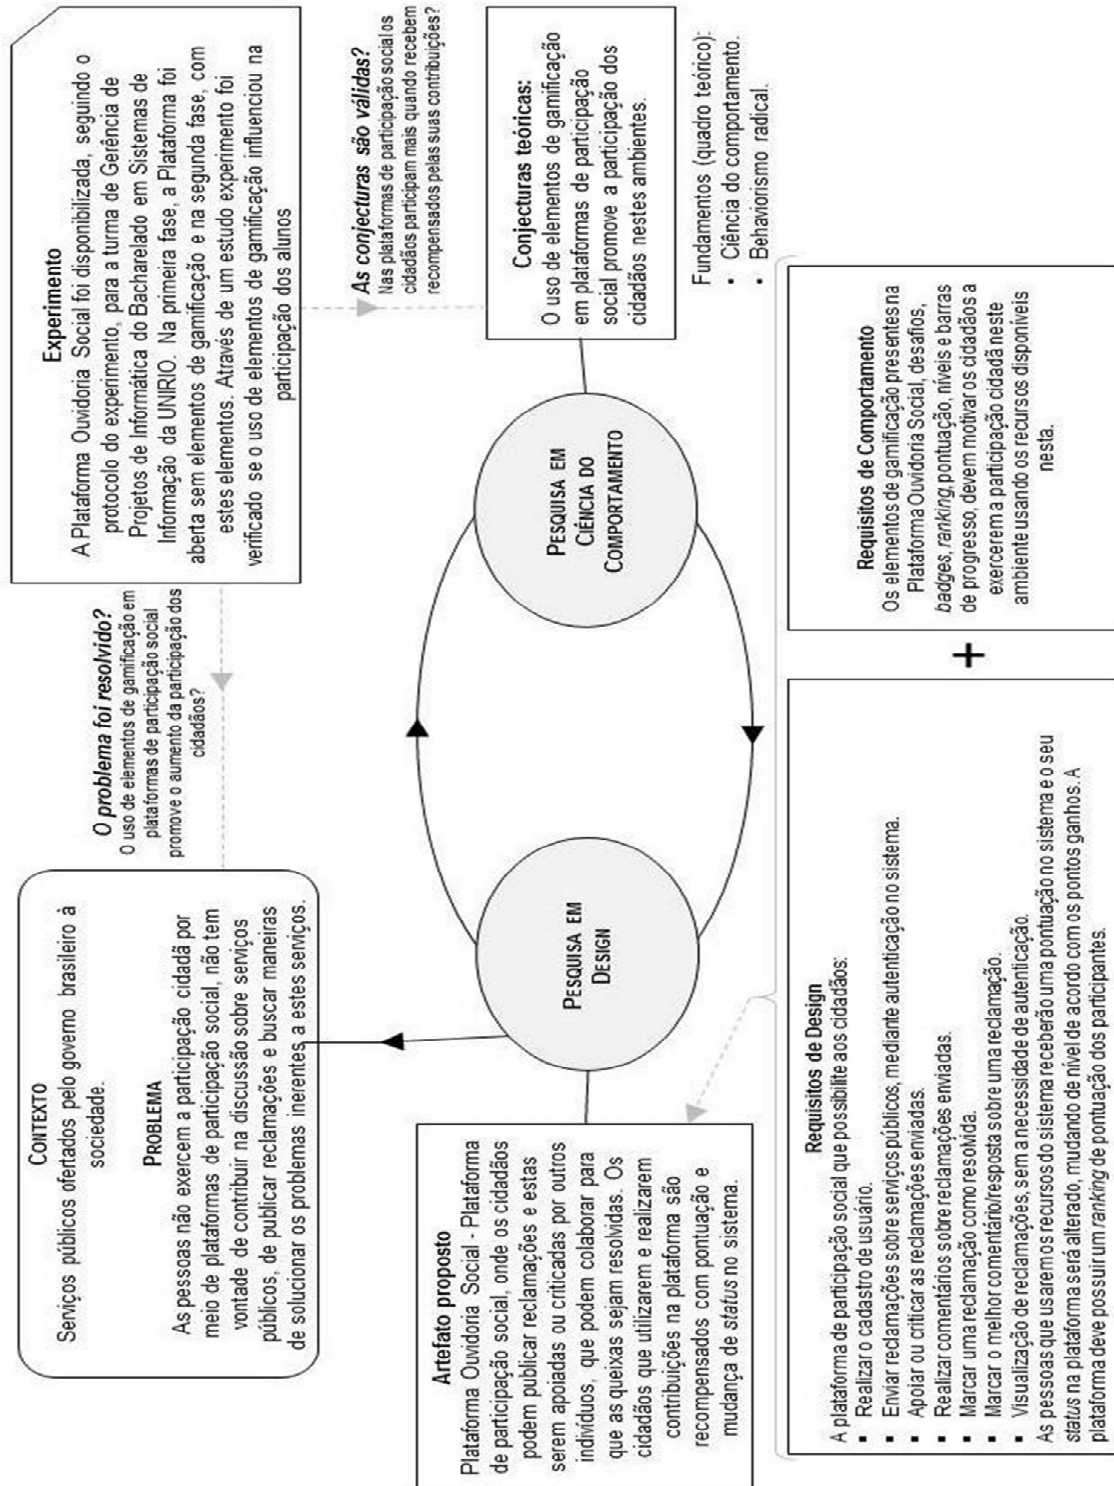 CONTEXTO
Serviços públicos ofertados pelo governo brasileiro à
sociedade.
PROBLEMA
As pessoas não exercem a participação cidadã por
meio de plataformas de participação social, não tem
vontade de contribuir na discussão sobre serviços
públicos, de publicar reclamações e buscar maneiras
de solucionar os problemas inerentes a estes serviços.
O problema foi resolvido?
O uso de elementos de gamificação em
plataformas de participação social
promove o aumento da participação dos
cidadãos?
Experimento
A Plataforma Ouvidoria Social foi disponibilizada, seguindo o
protocolo do experimento, para a turma de Gerência de
Projetos de Informática do Bacharelado em Sistemas de
Informação da UNIRIO. Na primeira fase, a Plataforma foi
aberta sem elementos de gamificação e na segunda fase, com
estes elementos. Através de um estudo experimento foi
verificado se o uso de elementos de gamificação influenciou na
participação dos alunos
As conjecturas são válidas?
Nas plataformas de participação social os
cidadãos participam mais quando recebem
recompensados pelas suas contribuições?
PESQUISA EM
DESIGN
PESQUISA EM
CIÊNCIA DO
COMPORTAMENTO
Artefato proposto
Plataforma Ouvidoria Social - Plataforma
de participação social, onde os cidadãos
podem publicar reclamações e estas
serem apoiadas ou criticadas por outros
indivíduos, que podem colaborar para
que as queixas sejam resolvidas. Os
cidadãos que utilizarem e realizarem
contribuições na plataforma são
recompensados com pontuação e
mudança de status no sistema.
Conjecturas teóricas:
O uso de elementos de gamificação
em plataformas de participação
social promove a participação dos
cidadãos nestes ambientes.
Fundamentos (quadro teórico):
▪ Ciência do comportamento.
▪ Behaviorismo radical.
Requisitos de Design
A plataforma de participação social que possibilite aos cidadãos:
▪ Realizar o cadastro de usuário.
▪ Enviar reclamações sobre serviços públicos, mediante autenticação no sistema.
▪ Apoiar ou criticar as reclamações enviadas.
▪ Realizar comentários sobre reclamações enviadas.
▪ Marcar uma reclamação como resolvida.
▪ Marcar o melhor comentário/resposta sobre uma reclamação.
▪ Visualização de reclamações, sem a necessidade de autenticação.
As pessoas que usarem os recursos do sistema receberão uma pontuação no sistema e o seu
status na plataforma será alterado, mudando de nível de acordo com os pontos ganhos. A
plataforma deve possuir um ranking de pontuação dos participantes.
+
Requisitos de Comportamento
Os elementos de gamificação presentes na
Plataforma Ouvidoria Social, desafios,
badges, ranking, pontuação, níveis e barras
de progresso, devem motivar os cidadãos a
exercerem a participação cidadã neste
ambiente usando os recursos disponíveis
nesta.